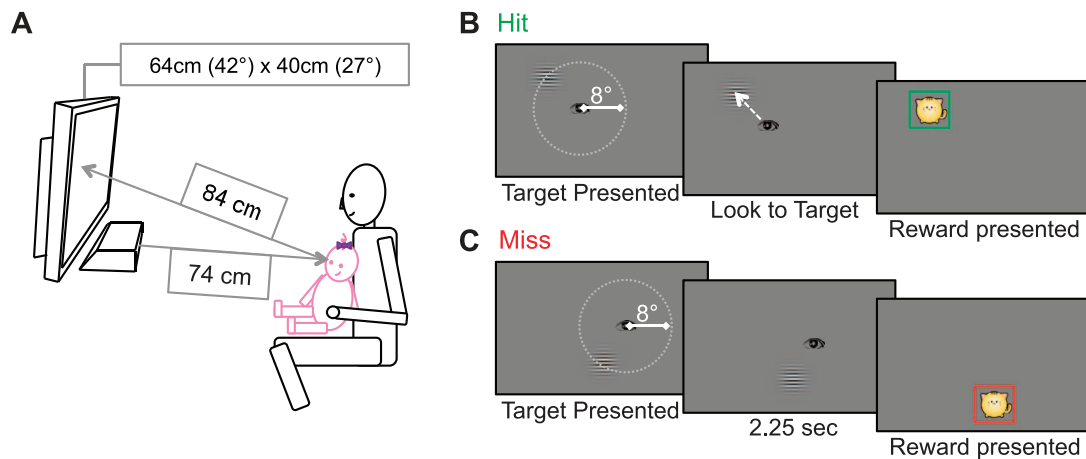 A
64cm (42°) x 40cm (27°)
84 cm
74 cm
B Hit
8°
Target Presented
Look to Target
Reward presented
C Miss
8°
Target Presented
2.25 sec
Reward presented